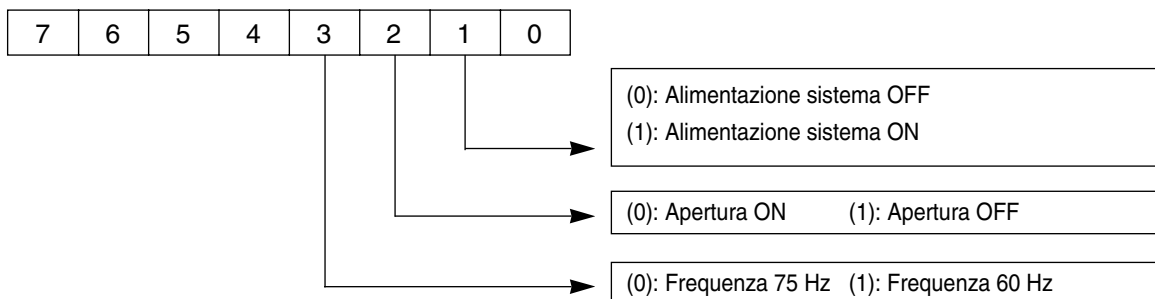 7 6 5 4 3 2 1 0
(0): Alimentazione sistema OFF
(1): Alimentazione sistema ON
(0): Apertura ON (1): Apertura OFF
(0): Frequenza 75 Hz (1): Frequenza 60 Hz